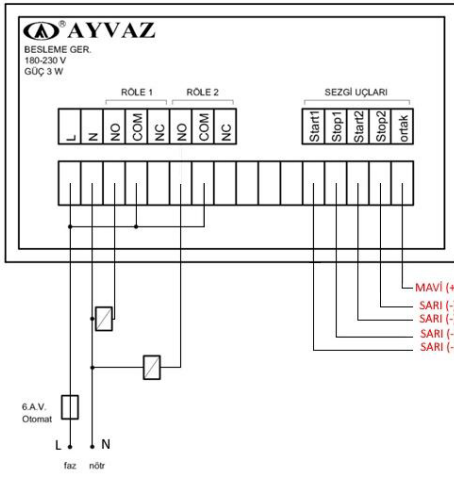 ® AYVAZ
BESLEME GER.
180-230 V
GÜÇ 3 W
RÖLE 1 RÖLE 2 SEZGİ UÇLARI
L N NO COM NC NO COM NC Start1 Stop1 Start2 Stop2 ortak
MAVİ (+
SARI (-)
SARI (-)
SARI (-
SARI (-
6.A.V.
Otomat
L N
faz nötr